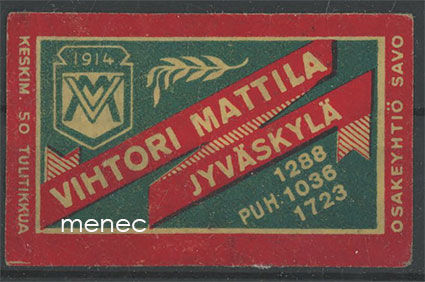 KESKIM. 50 TULITIKKUA
1914
VM
VIHTORI MATTILA
JYVÄSKYLÄ
1288
PUH. 1036
1723
OSAKEYHTIÖ SAVO
menec